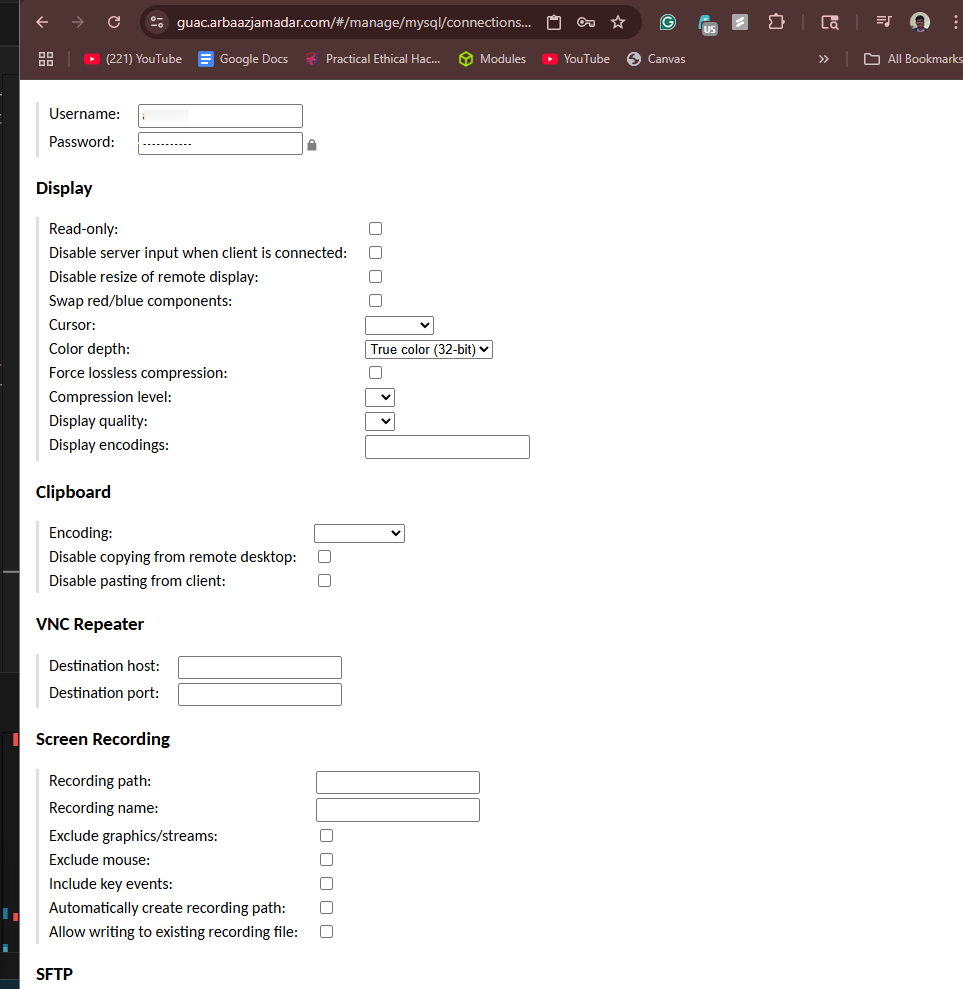 guac.arbaazjamadar.com/#/manage/mysql/connections...
US
(221) YouTube
Google Docs
Practical Ethical Hac...
Modules
YouTube
Canvas
»
All Bookmarks
Username:
Password: -----------
Display
Read-only:
Disable server input when client is connected:
Disable resize of remote display:
Swap red/blue components:
Cursor:
Color depth: True color (32-bit)
Force lossless compression:
Compression level:
Display quality:
Display encodings:
Clipboard
Encoding:
Disable copying from remote desktop:
Disable pasting from client:
VNC Repeater
Destination host:
Destination port:
Screen Recording
Recording path:
Recording name:
Exclude graphics/streams:
Exclude mouse:
Include key events:
Automatically create recording path:
Allow writing to existing recording file:
SFTP